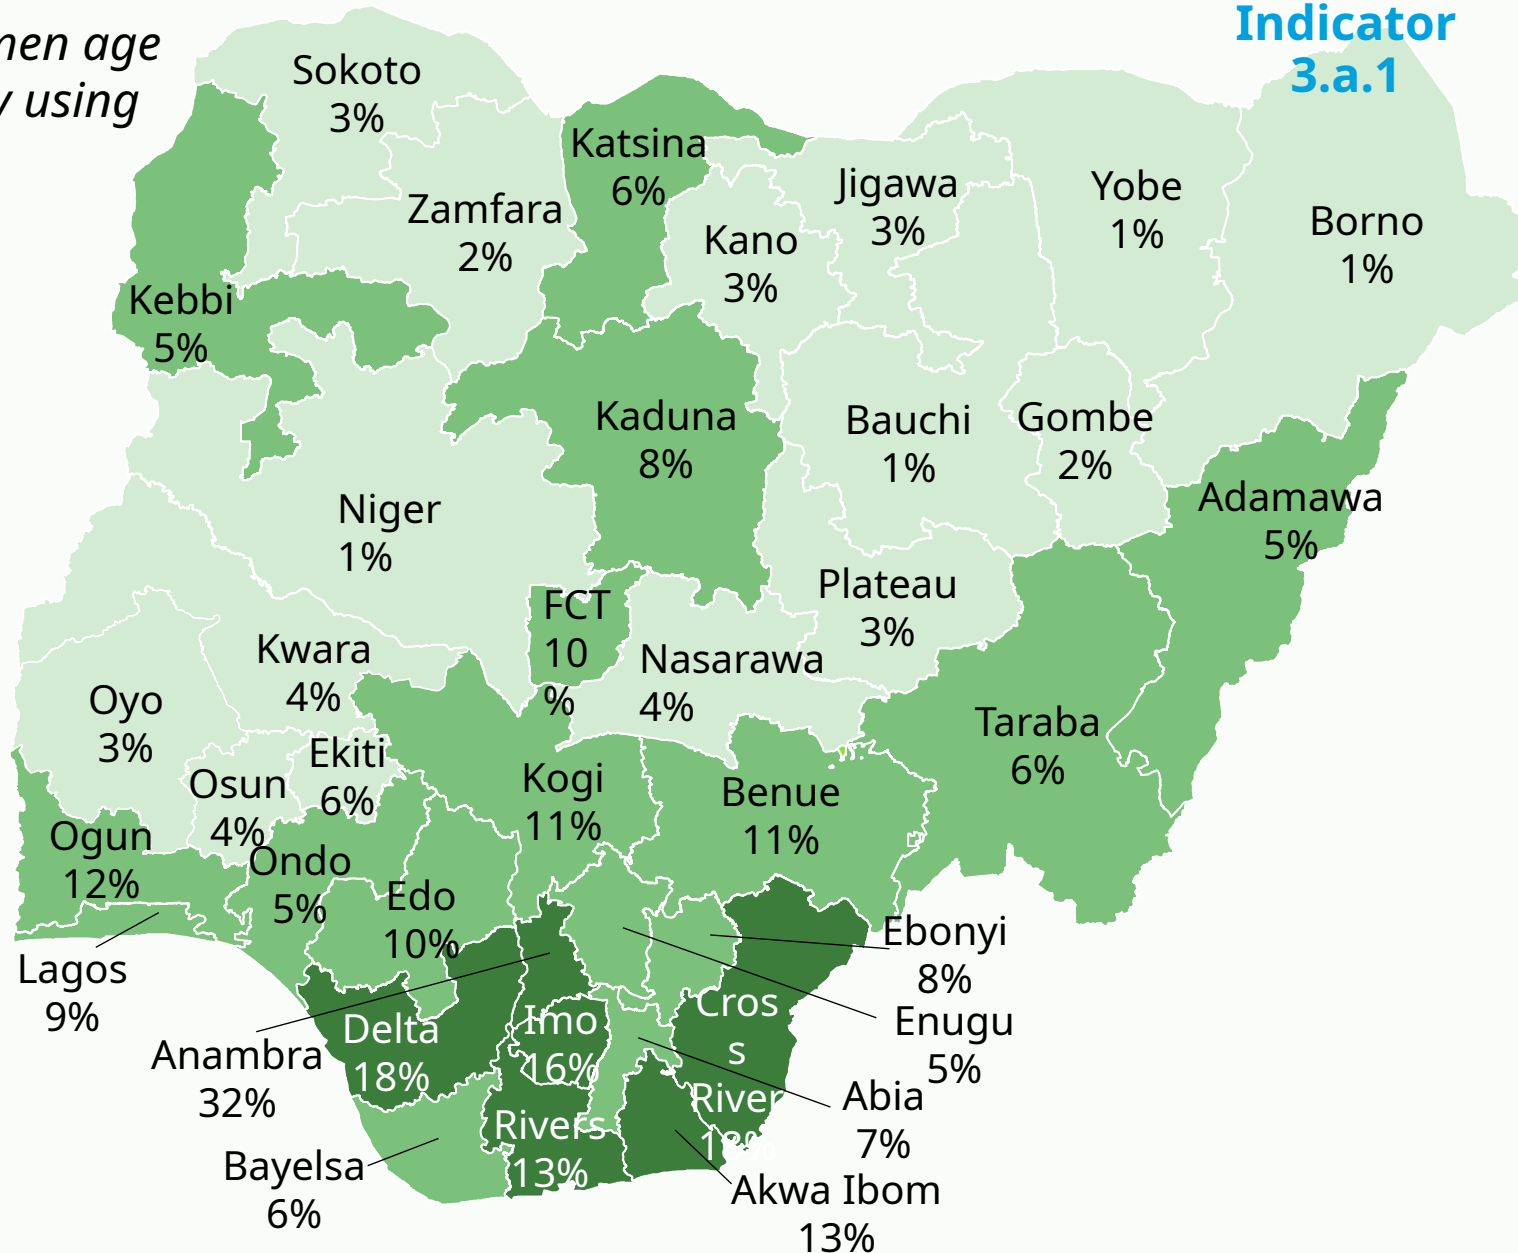 men age
y using
Indicator
3.a.1
Sokoto
3%
Katsina
6%
Zamfara
2%
Jigawa
3%
Kano
3%
Yobe
1%
Borno
1%
Kebbi
5%
Kaduna
8%
Bauchi
1%
Gombe
2%
Niger
1%
Adamawa
5%
FCT
10
%
Plateau
3%
Kwara
4%
Nasarawa
4%
Oyo
3%
Taraba
6%
Ekiti
6%
Osun
4%
Kogi
11%
Benue
11%
Ogun
12%
Ondo
5%
Edo
10%
Ebonyi
8%
Lagos
9%
Enugu
5%
Anambra
32%
Delta
18%
Imo
16%
Cros
s
River
18%
Abia
7%
Rivers
13%
Bayelsa
6%
Akwa Ibom
13%